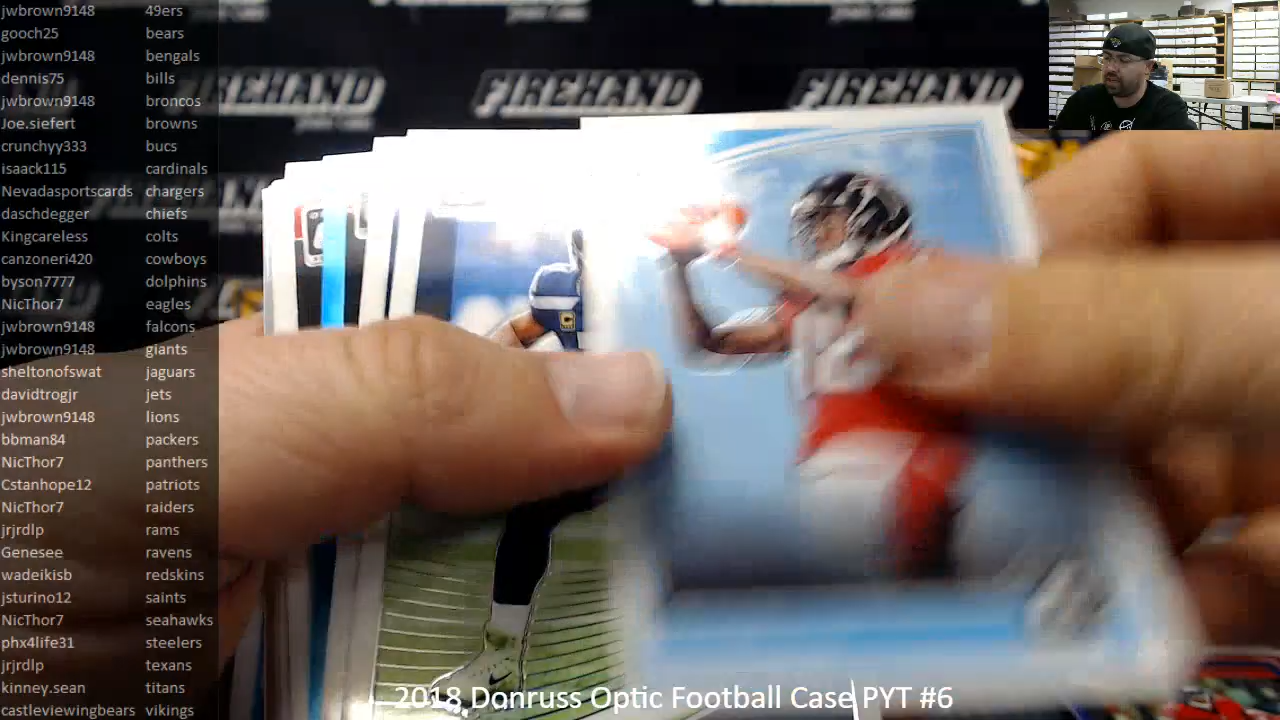 jwbrown9148 49ers
gooch25 bears
jwbrown9148 bengals
dennis75 bills
jwbrown9148 broncos
Joe.siefert browns
crunchyy333 bucs
isaack115 cardinals
Nevadasportscards chargers
daschdegger chiefs
Kingcareless colts
canzoneri420 cowboys
byson7777 dolphins
NicThor7 eagles
jwbrown9148 falcons
jwbrown9148 giants
sheltonofswat jaguars
davidtrogjr jets
jwbrown9148 lions
bbman84 packers
NicThor7 panthers
Cstanhope12 patriots
NicThor7 raiders
jrjrdlp rams
Genesee ravens
wadeikisb redskins
jsturino12 saints
NicThor7 seahawks
phx4life31 steelers
jrjrdlp texans
kinney.sean titans
castleviewingbears vikings
FIREHAND FIREHAND FIREHAND
2018 Donruss Optic Football Case PYT #6